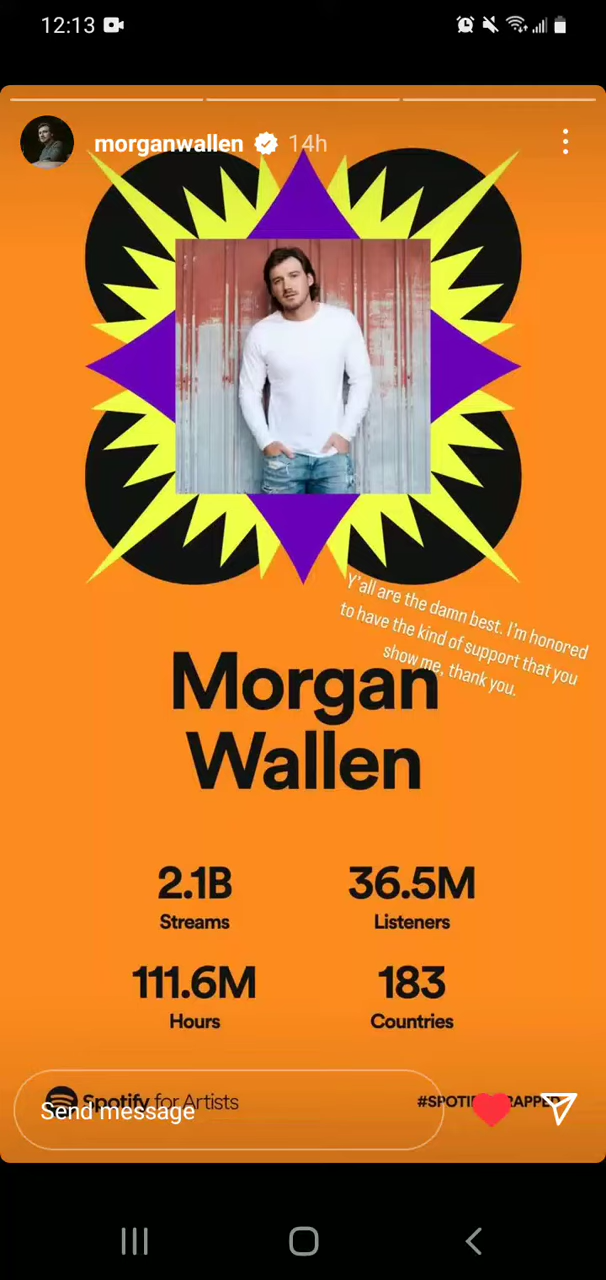 12:13
morganwallen 14h
Y'all are the damn best. I'm honored
to have the kind of support that you
show me, thank you.
Morgan
Wallen
2.1B 36.5M
Streams Listeners
111.6M 183
Hours Countries
Spotify for Artists
Send message